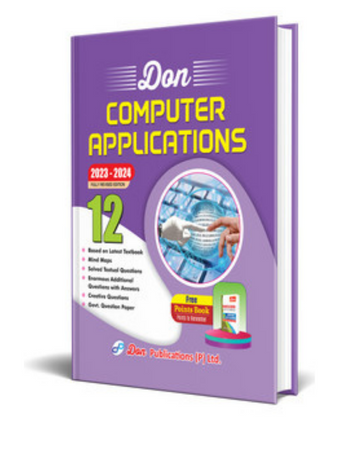 Don
COMPUTER
APPLICATIONS
2023 - 2024
FULLY REVISED EDITION
12
Based on Latest Textbook
Mind Maps
Solved Textual Questions
Enormous Additional
Questions with Answers
Creative Questions
Govt. Question Paper
Free
Points Book
Don Publications (P) Ltd.